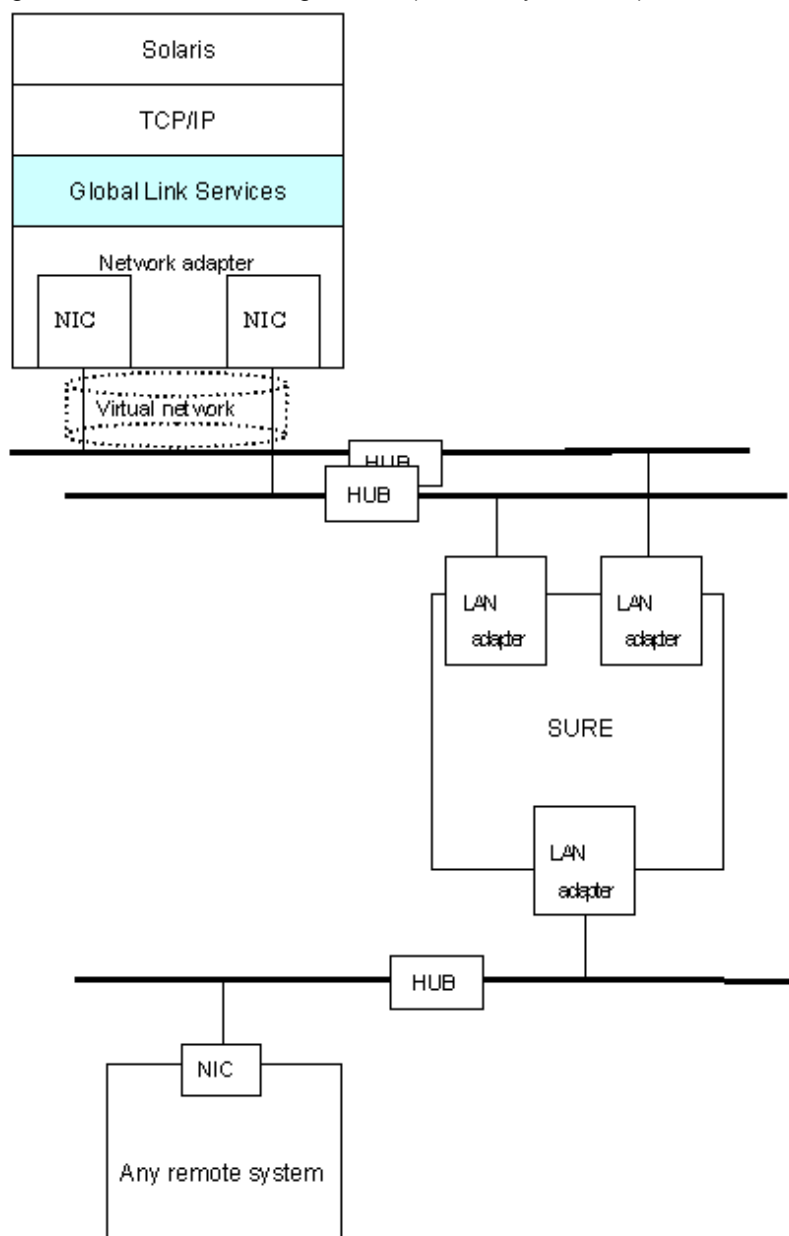 Solaris
TCP/IP
Global Link Services
Network adapter
NIC
NIC
Virtual network
HUB
HUB
LAN
adapter
LAN
adapter
SURE
LAN
adapter
HUB
NIC
Any remote system